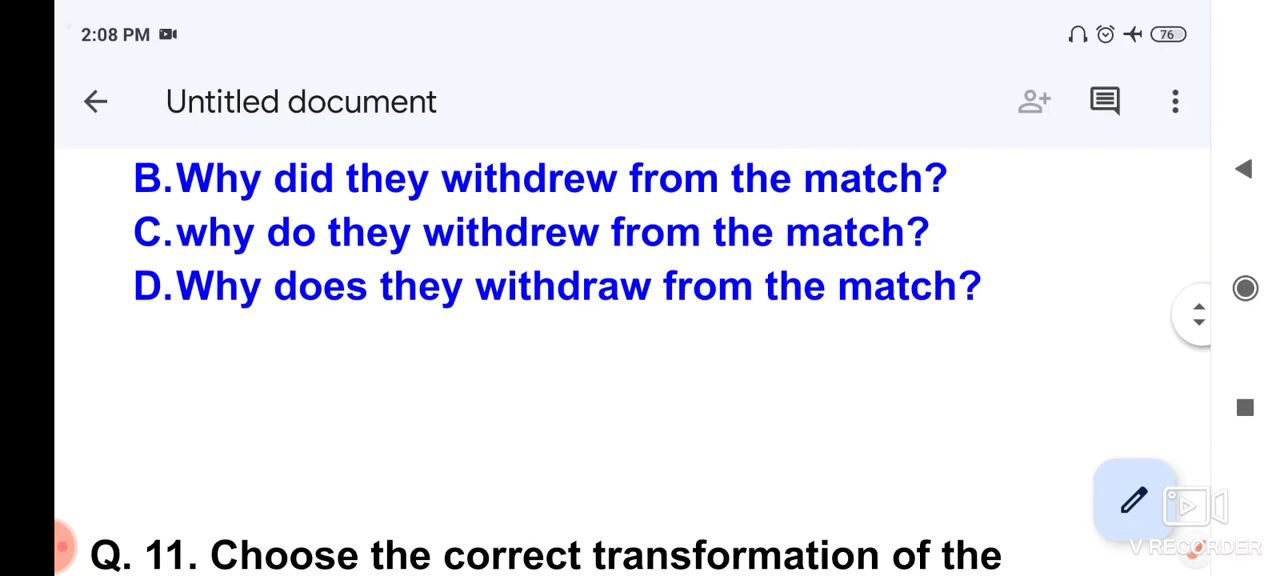 2:08 PM
76
Untitled document
B.Why did they withdrew from the match?
C.why do they withdrew from the match?
D.Why does they withdraw from the match?
Q. 11. Choose the correct transformation of the
V RECORDER